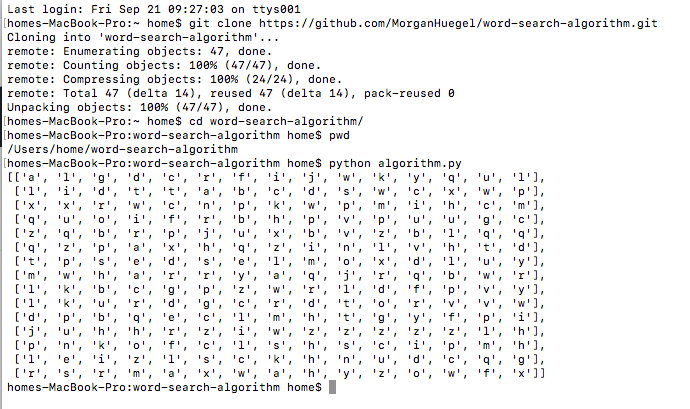 Last login: Fri Sep 21 09:27:03 on ttys001
[homes-MacBook-Pro:~ home$ git clone https://github.com/MorganHuegel/word-search-algorithm.git
Cloning into 'word-search-algorithm'...
remote: Enumerating objects: 47, done.
remote: Counting objects: 100% (47/47), done.
remote: Compressing objects: 100% (24/24), done.
remote: Total 47 (delta 14), reused 47 (delta 14), pack-reused 0
Unpacking objects: 100% (47/47), done.
[homes-MacBook-Pro:~ home$ cd word-search-algorithm/
[homes-MacBook-Pro:word-search-algorithm home$ pwd
/Users/home/word-search-algorithm
[homes-MacBook-Pro:word-search-algorithm home$ python algorithm.py
[['a', 'l', 'g', 'd', 'c', 'r', 'f', 'i', 'j', 'w', 'k', 'y', 'q', 'u', 'l'],
['l', 'i', 'd', 't', 't', 'a', 'b', 'c', 'd', 's', 'w', 'c', 'x', 'w', 'p'],
['x', 'x', 'r', 'w', 'c', 'n', 'p', 'k', 'w', 'p', 'm', 'i', 'h', 'c', 'm'],
['q', 'u', 'o', 'i', 'f', 'r', 'b', 'h', 'p', 'v', 'p', 'u', 'u', 'g', 'c'],
['z', 'q', 'b', 'r', 'p', 'j', 'u', 'x', 'b', 'v', 'z', 'b', 'l', 'q', 'q'],
['q', 'z', 'p', 'a', 'x', 'h', 'q', 'z', 'i', 'n', 'l', 'v', 'h', 't', 'd'],
['t', 'p', 's', 'e', 'd', 's', 'e', 'l', 'm', 'o', 'x', 'd', 'l', 'u', 'y'],
['m', 'w', 'h', 'a', 'r', 'r', 'y', 'a', 'q', 'j', 'r', 'q', 'b', 'w', 'r'],
['l', 'k', 'b', 'c', 'g', 'p', 'z', 'w', 'r', 'l', 'd', 'f', 'p', 'v', 'y'],
['l', 'k', 'u', 'r', 'd', 'g', 'c', 'r', 'd', 't', 'o', 'r', 'v', 'v', 'w'],
['d', 'p', 'b', 'q', 'e', 'c', 'l', 'm', 'h', 't', 'g', 'y', 'f', 'p', 'i'],
['j', 'u', 'h', 'h', 'r', 'z', 'i', 'w', 'z', 'z', 'z', 'z', 'z', 'l', 'h'],
['p', 'n', 'k', 'o', 'f', 'c', 'l', 's', 'h', 's', 'c', 'i', 'p', 'm', 'h'],
['l', 'e', 'i', 'z', 'l', 's', 'c', 'k', 'h', 'n', 'u', 'd', 'c', 'q', 'g'],
['r', 's', 'r', 'm', 'a', 'x', 'w', 'a', 'h', 'y', 'z', 'o', 'w', 'f', 'x']]
homes-MacBook-Pro:word-search-algorithm home$